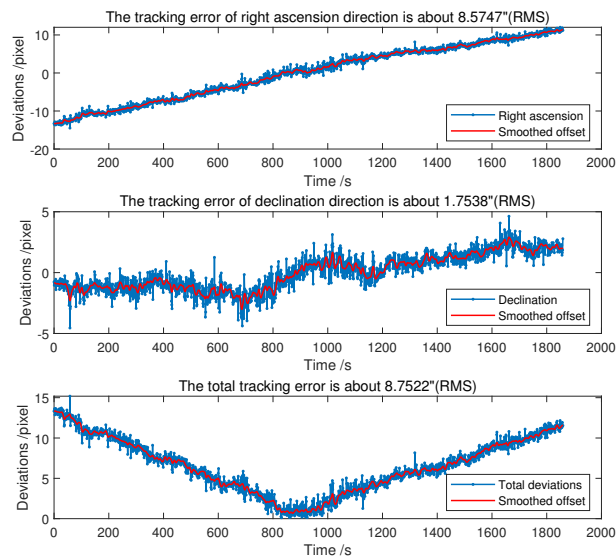 The tracking error of right ascension direction is about 8.5747"(RMS)
10
0
-10
-20
Deviations /pixel
Right ascension
Smoothed offset
0 200 400 600 800 1000 1200 1400 1600 1800 2000
Time /s
The tracking error of declination direction is about 1.7538"(RMS)
5
0
-5
Deviations /pixel
Declination
Smoothed offset
0 200 400 600 800 1000 1200 1400 1600 1800 2000
Time /s
The total tracking error is about 8.7522"(RMS)
15
10
5
0
Deviations /pixel
Total deviations
Smoothed offset
0 200 400 600 800 1000 1200 1400 1600 1800 2000
Time /s